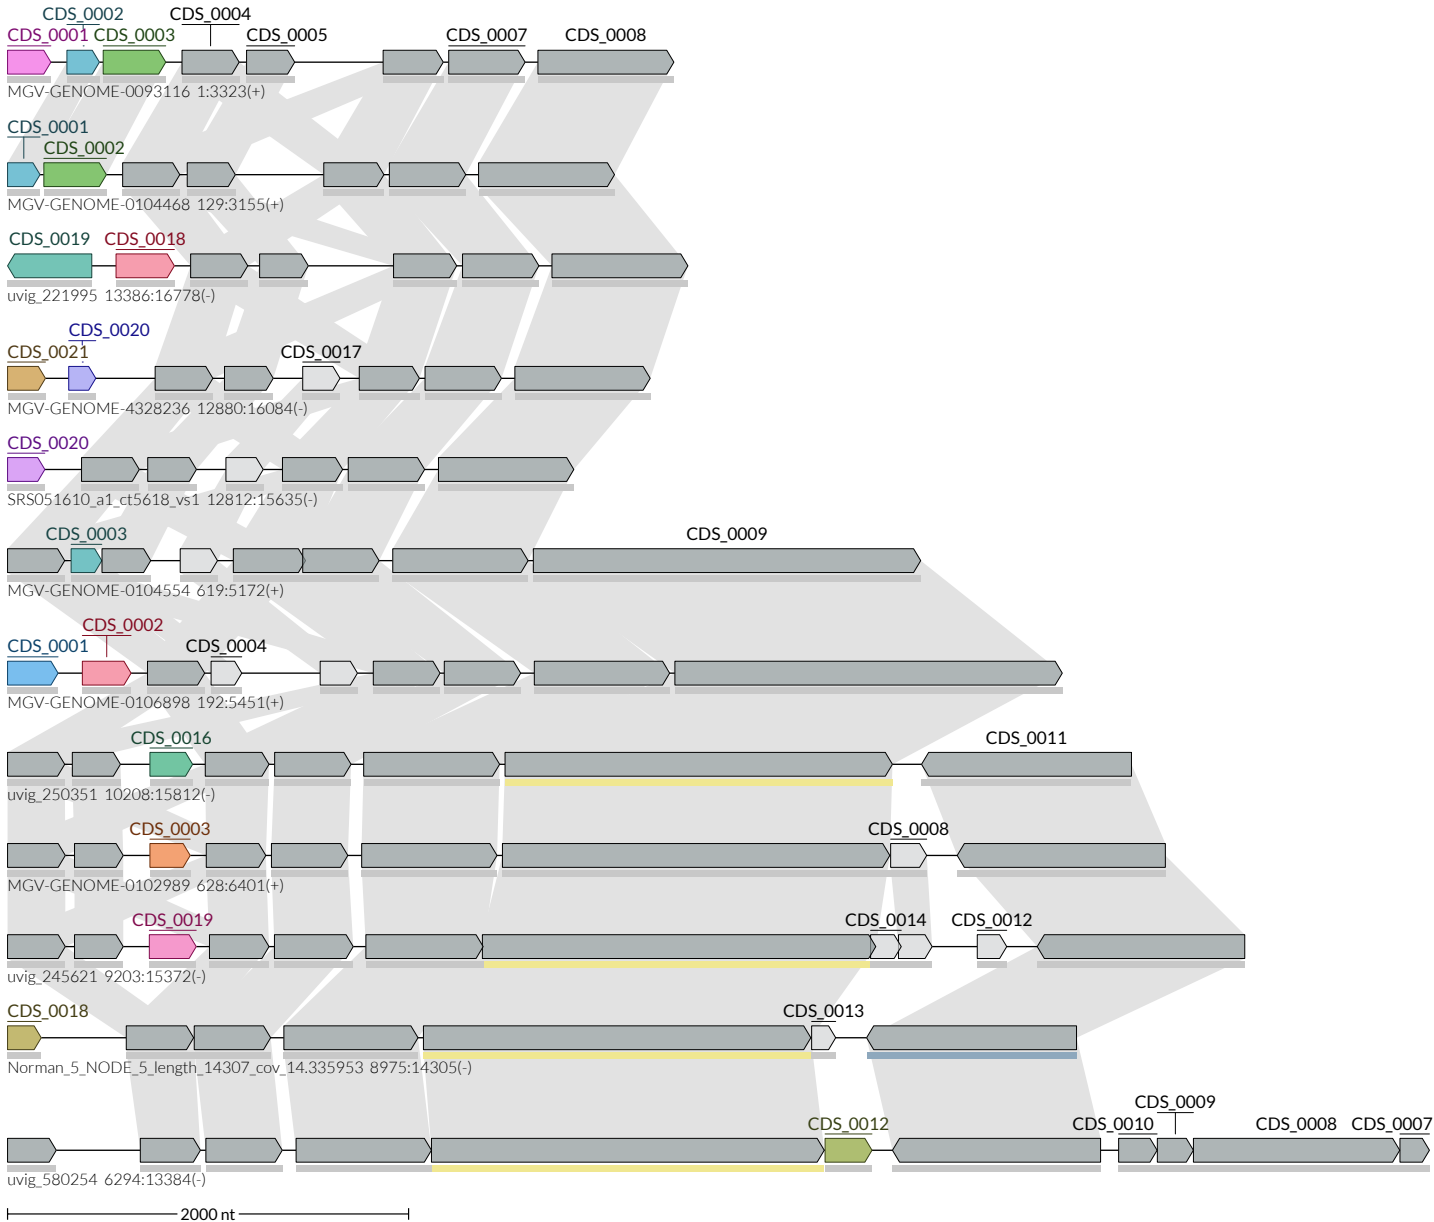 CDS_0002 CDS_0004
CDS_0001 CDS_0003 CDS_0005 CDS_0007 CDS_0008
MGV-GENOME-0093116 1:3323(+)
CDS_0001
CDS_0002
MGV-GENOME-0104468 129:3155(+)
CDS_0019 CDS_0018
uvig_221995 13386:16778(-)
CDS_0020
CDS_0021 CDS_0017
MGV-GENOME-4328236 12880:16084(-)
CDS_0020
SRS051610_a1_ct5618_vs1 12812:15635(-)
CDS_0003 CDS_0009
MGV-GENOME-0104554 619:5172(+)
CDS_0002
CDS_0001 CDS_0004
MGV-GENOME-0106898 192:5451(+)
CDS_0016 CDS_0011
uvig_250351 10208:15812(-)
CDS_0003 CDS_0008
MGV-GENOME-0102989 628:6401(+)
CDS_0019 CDS_0014 CDS_0012
uvig_245621 9203:15372(-)
CDS_0018 CDS_0013
Norman_5_NODE_5_length_14307_cov_14.335953 8975:14305(-)
CDS_0009
CDS_0012 CDS_0010 CDS_0008 CDS_0007
uvig_580254 6294:13384(-)
2000 nt